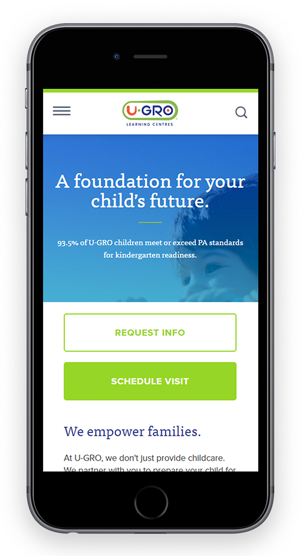 U-GRO
LEARNING CENTRES
A foundation for your
child's future.
93.5% of U-GRO children meet or exceed PA standards
for kindergarten readiness.
REQUEST INFO
SCHEDULE VISIT
We empower families.
At U-GRO, we don't just provide childcare.
We partner with you to prepare your child for